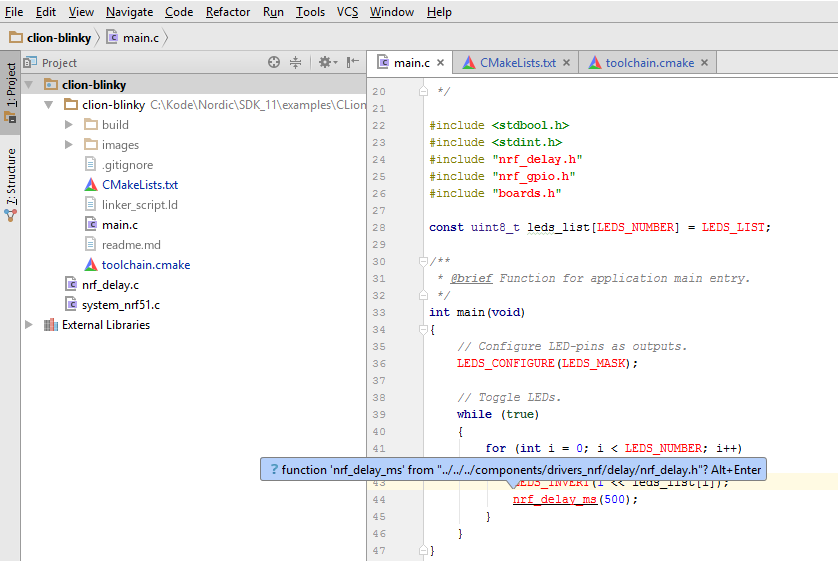 File Edit View Navigate Code Refactor Run Tools VCS Window Help
clion-blinky main.c
1: Project
7: Structure
Project
clion-blinky
clion-blinky C:\Kode\Nordic\SDK_11\examples\CLion
build
images
.gitignore
CMakeLists.txt
linker_script.ld
main.c
readme.md
toolchain.cmake
nrf_delay.c
system_nrf51.c
External Libraries
main.c CMakeLists.txt toolchain.cmake
20 */
21
22 #include <stdbool.h>
23 #include <stdint.h>
24 #include "nrf_delay.h"
25 #include "nrf_gpio.h"
26 #include "boards.h"
27
28 const uint8_t leds_list[LEDS_NUMBER] = LEDS_LIST;
29
30 /**
31 * @brief Function for application main entry.
32 */
33 int main(void)
34 {
35 // Configure LED-pins as outputs.
36 LEDS_CONFIGURE(LEDS_MASK);
37
38 // Toggle LEDs.
39 while (true)
40 {
41 for (int i = 0; i < LEDS_NUMBER; i++)
? function 'nrf_delay_ms' from "../../../components/drivers_nrf/delay/nrf_delay.h"? Alt+Enter
43 LEDS_INVERT(1 << leds_list[i]);
44 nrf_delay_ms(500);
45 }
46 }
47 }